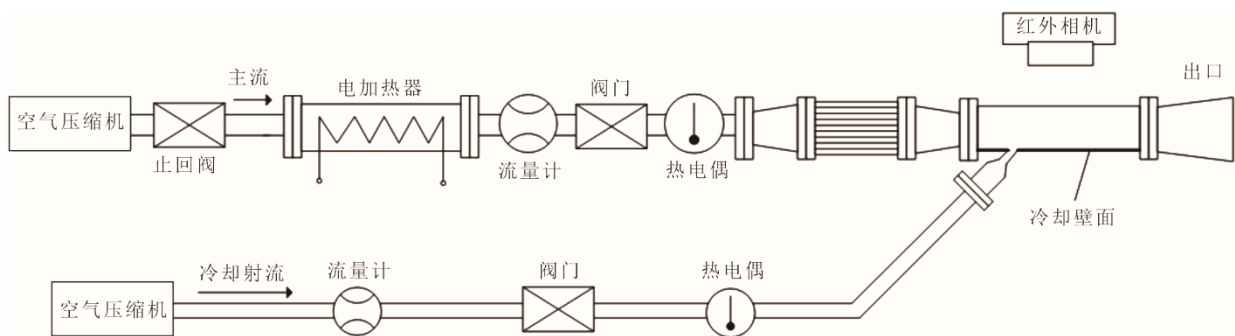 红外相机
出口
主流
电加热器
阀门
空气压缩机
止回阀
流量计
热电偶
冷却壁面
冷却射流
流量计
阀门
热电偶
空气压缩机